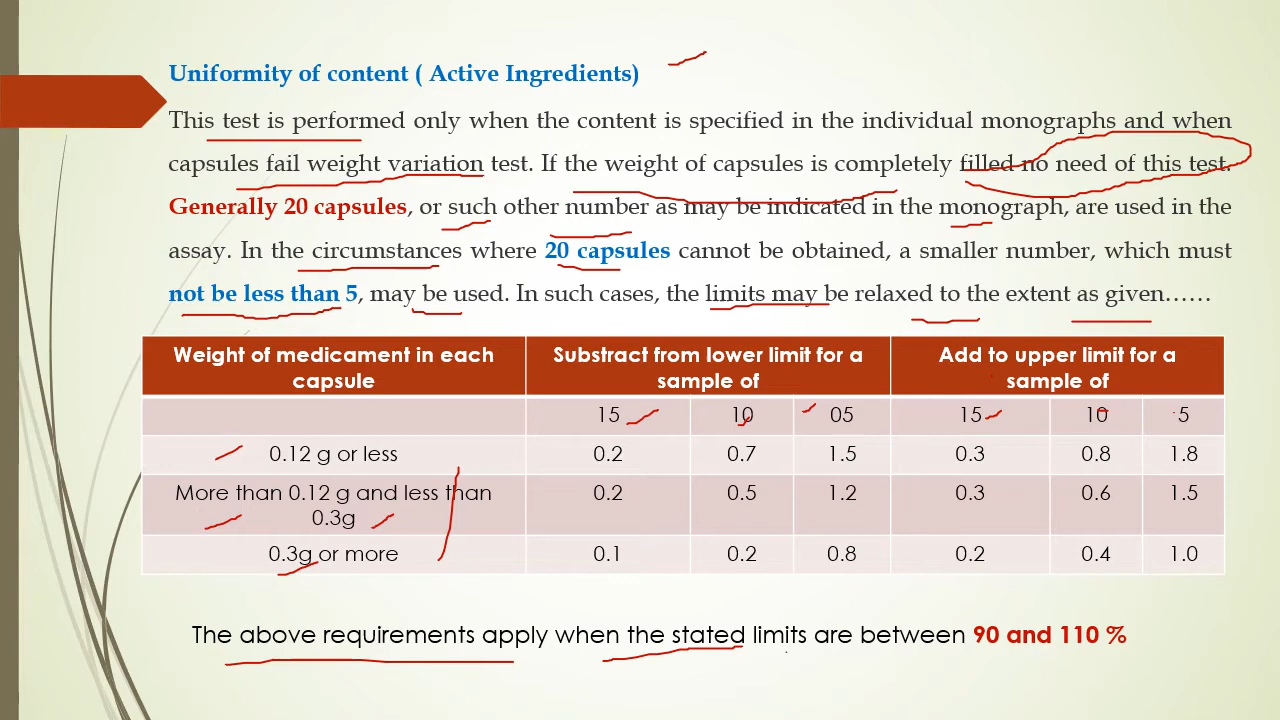 Uniformity of content ( Active Ingredients)
This test is performed only when the content is specified in the individual monographs and when
capsules fail weight variation test. If the weight of capsules is completely filled no need of this test.
Generally 20 capsules, or such other number as may be indicated in the monograph, are used in the
assay. In the circumstances where 20 capsules cannot be obtained, a smaller number, which must
not be less than 5, may be used. In such cases, the limits may be relaxed to the extent as given......
Weight of medicament in each capsule Substract from lower limit for a sample of Add to upper limit for a sample of
15 10 05 15 10 5
0.12 g or less 0.2 0.7 1.5 0.3 0.8 1.8
More than 0.12 g and less than 0.3g 0.2 0.5 1.2 0.3 0.6 1.5
0.3g or more 0.1 0.2 0.8 0.2 0.4 1.0
The above requirements apply when the stated limits are between 90 and 110 %